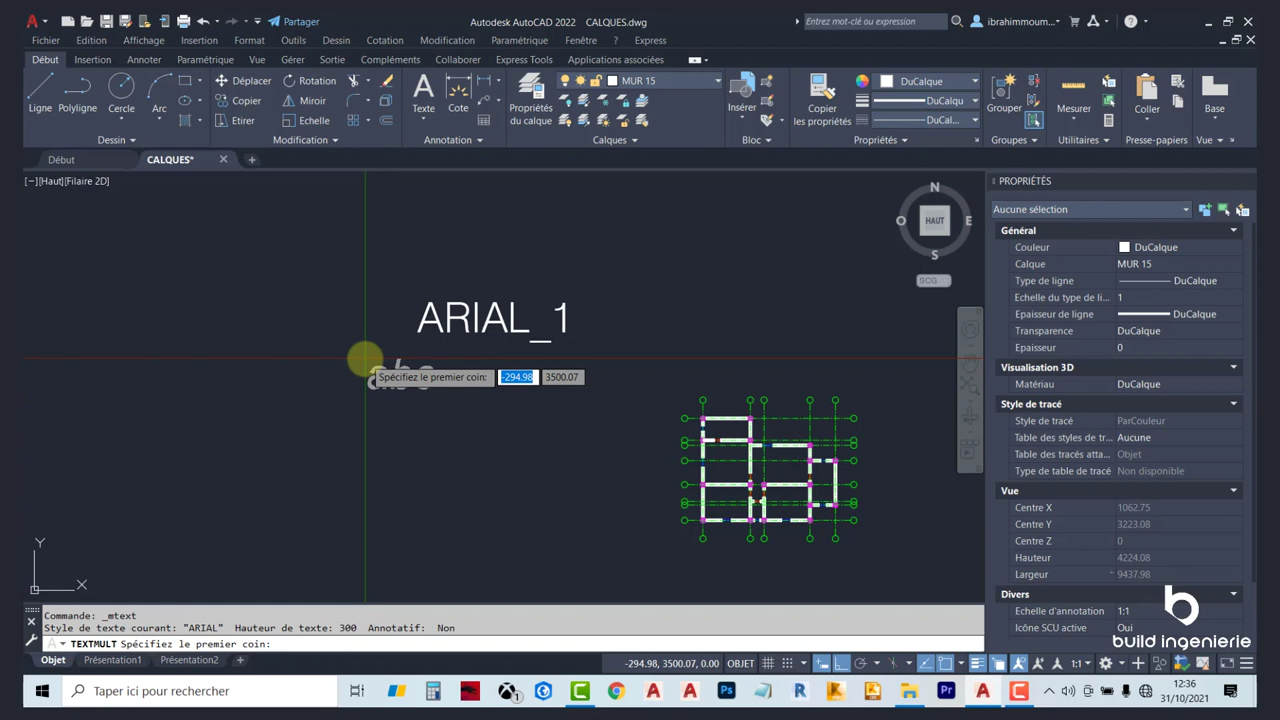 Partager
Autodesk AutoCAD 2022 CALQUES.dwg
Entrez mot-clé ou expression
ibrahimmoum...
Fichier Edition Affichage Insertion Format Outils Dessin Cotation Modification Paramétrique Fenêtre ? Express
Début Insertion Annoter Paramétrique Vue Gérer Sortie Compléments Collaborer Express Tools Applications associées
Ligne Polyligne Cercle Arc
Déplacer Rotation
Copier Miroir
Etirer Echelle
Texte Cote
Propriétés
du calque
MUR 15
Insérer
Copier
les propriétés
DuCalque
DuCalqu
DuCal...
Grouper Mesurer Coller Base
Dessin Modification Annotation Calques Bloc Propriétés Groupes Utilitaires Presse-papiers Vue
Début CALQUES*
[−][Haut][Filaire 2D]
N
O HAUT E
S
SCG
ARIAL_1
abc
Spécifiez le premier coin: -294.98 3500.07
Y
X
PROPRIÉTÉS
Aucune sélection
Général
Couleur DuCalque
Calque MUR 15
Type de ligne DuCalque
Echelle du type de li... 1
Epaisseur de ligne DuCalque
Transparence DuCalque
Epaisseur 0
Visualisation 3D
Matériau DuCalque
Style de tracé
Style de tracé ParCouleur
Table des styles de tr... Aucune
Table des tracés atta... Objet
Type de table de tracé Non disponible
Vue
Centre X 1062.75
Centre Y 3223.08
Centre Z 0
Hauteur 4224.08
Largeur 9437.98
Divers
Echelle d'annotation 1:1
Icône SCU active Oui
build ingenierie
Commande: _mtext
Style de texte courant: "ARIAL" Hauteur de texte: 300 Annotatif: Non
TEXTMULT Spécifiez le premier coin:
Objet Présentation1 Présentation2
-294.98, 3500.07, 0.00 OBJET
1:1
Taper ici pour rechercher
12:36
31/10/2021